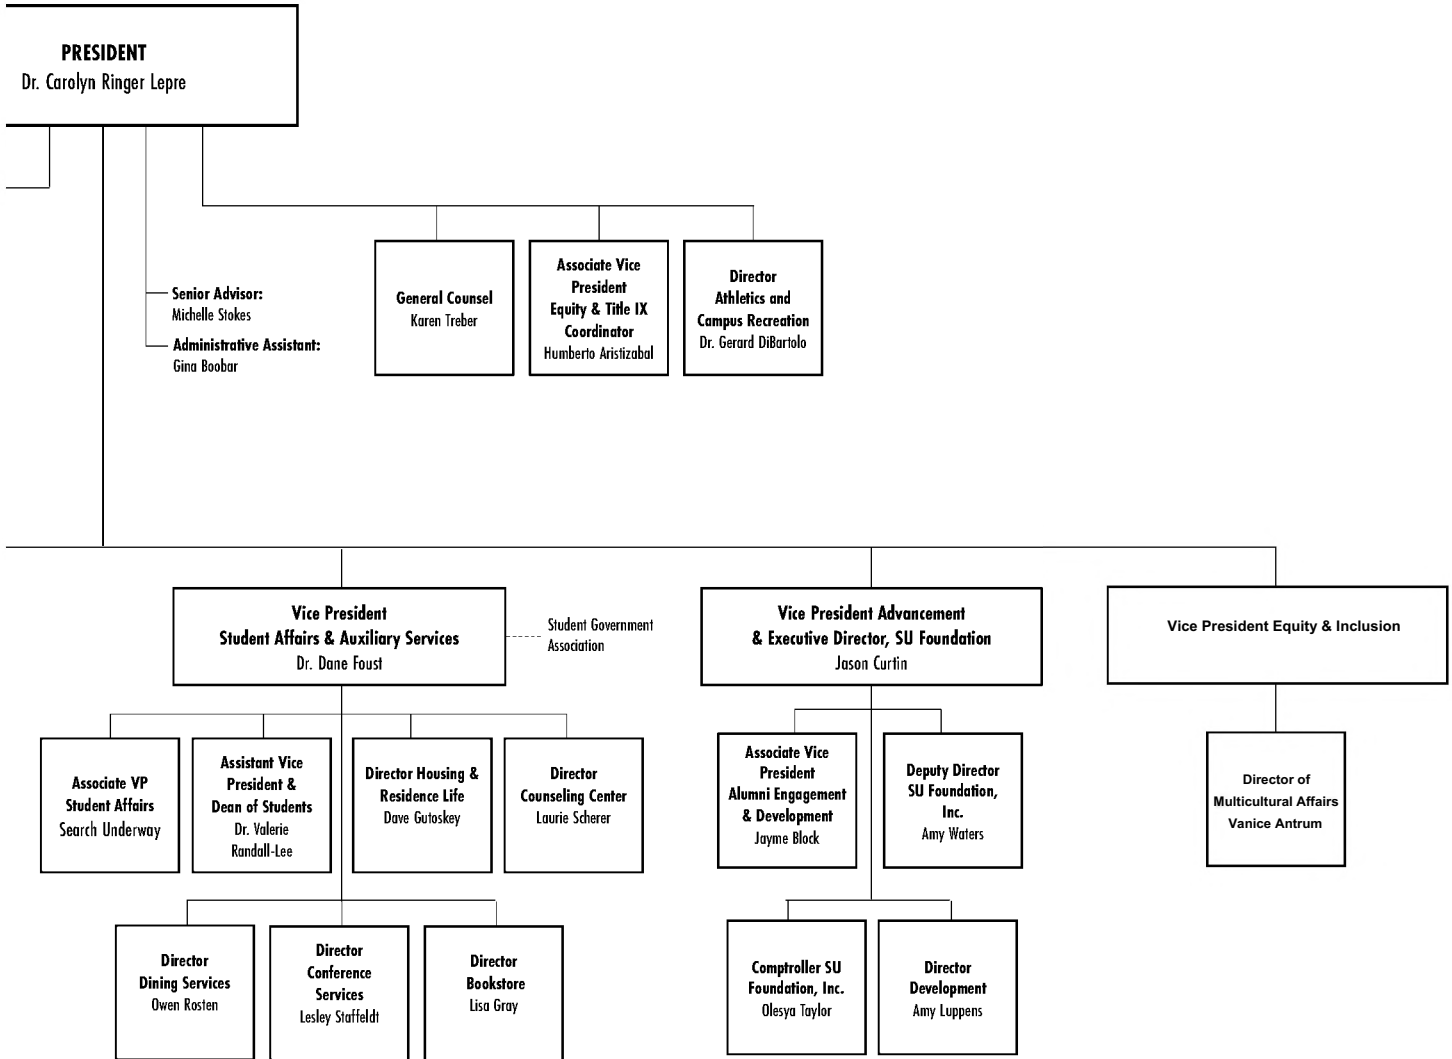 PRESIDENT
Dr. Carolyn Ringer Lepre
Senior Advisor:
Michelle Stokes
Administrative Assistant:
Gina Boobar
General Counsel
Karen Treber
Associate Vice
President
Equity & Title IX
Coordinator
Humberto Aristizabal
Director
Athletics and
Campus Recreation
Dr. Gerard DiBartolo
Vice President
Student Affairs & Auxiliary Services
Dr. Dane Foust
Student Government
Association
Vice President Advancement
& Executive Director, SU Foundation
Jason Curtin
Vice President Equity & Inclusion
Associate VP
Student Affairs
Search Underway
Assistant Vice
President &
Dean of Students
Dr. Valerie
Randall-Lee
Director Housing &
Residence Life
Dave Gutoskey
Director
Counseling Center
Laurie Scherer
Associate Vice
President
Alumni Engagement
& Development
Jayme Block
Deputy Director
SU Foundation,
Inc.
Amy Waters
Director of
Multicultural Affairs
Vanice Antrum
Director
Dining Services
Owen Rosten
Director
Conference
Services
Lesley Staffeldt
Director
Bookstore
Lisa Gray
Comptroller SU
Foundation, Inc.
Olesya Taylor
Director
Development
Amy Luppens